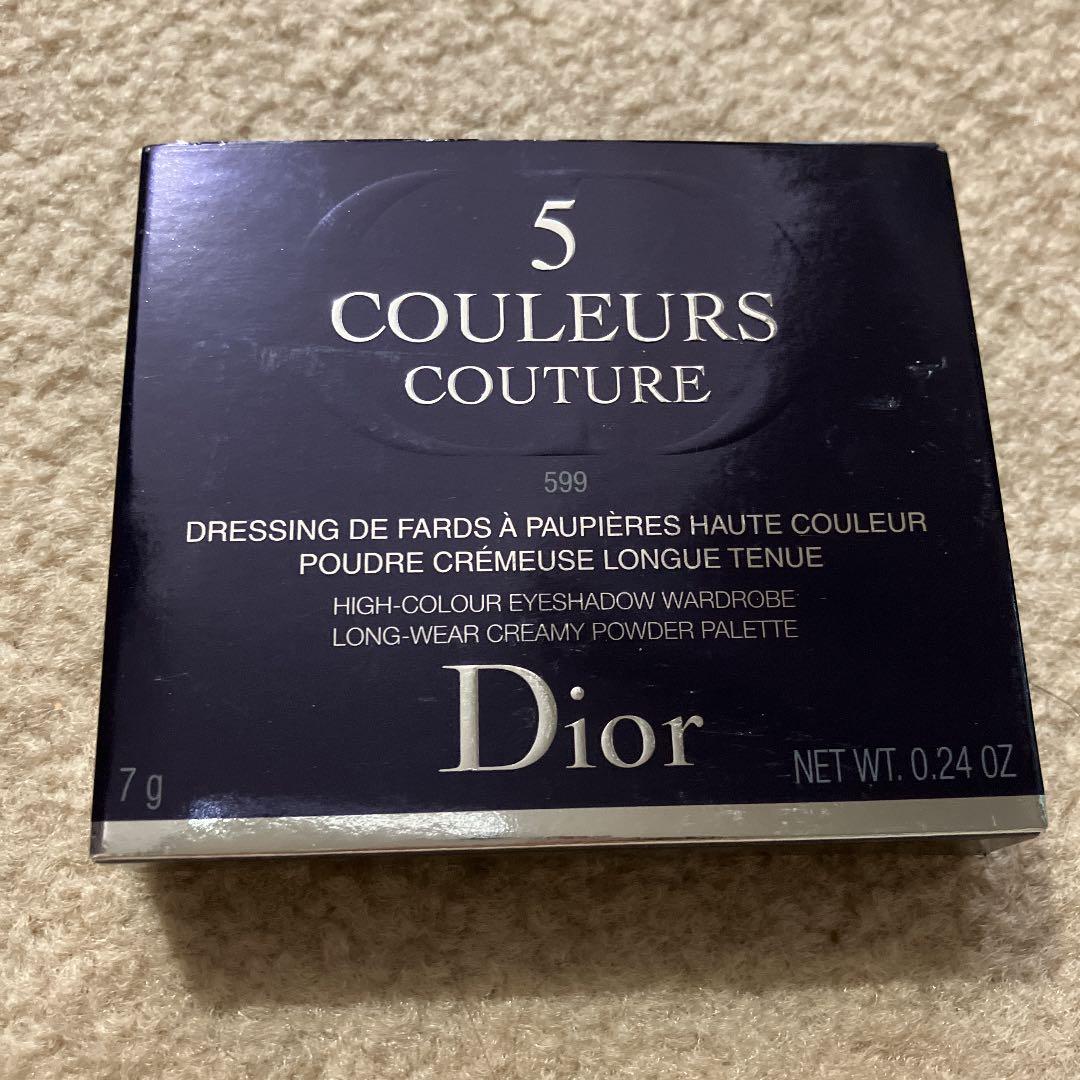 5
COULEURS
COUTURE
599
DRESSING DE FARDS À PAUPIÈRES HAUTE COULEUR
POUDRE CRÉMEUSE LONGUE TENUE
HIGH-COLOUR EYESHADOW WARDROBE
LONG-WEAR CREAMY POWDER PALETTE
Dior
7 g NET WT. 0.24 OZ